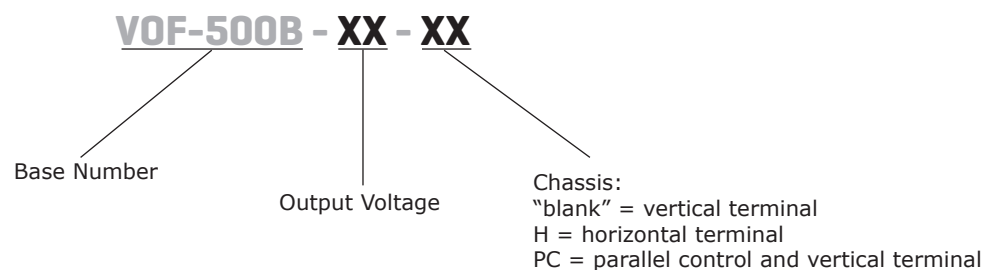 VOF-500B - XX - XX
Base Number
Output Voltage
Chassis:
“blank” = vertical terminal
H = horizontal terminal
PC = parallel control and vertical terminal